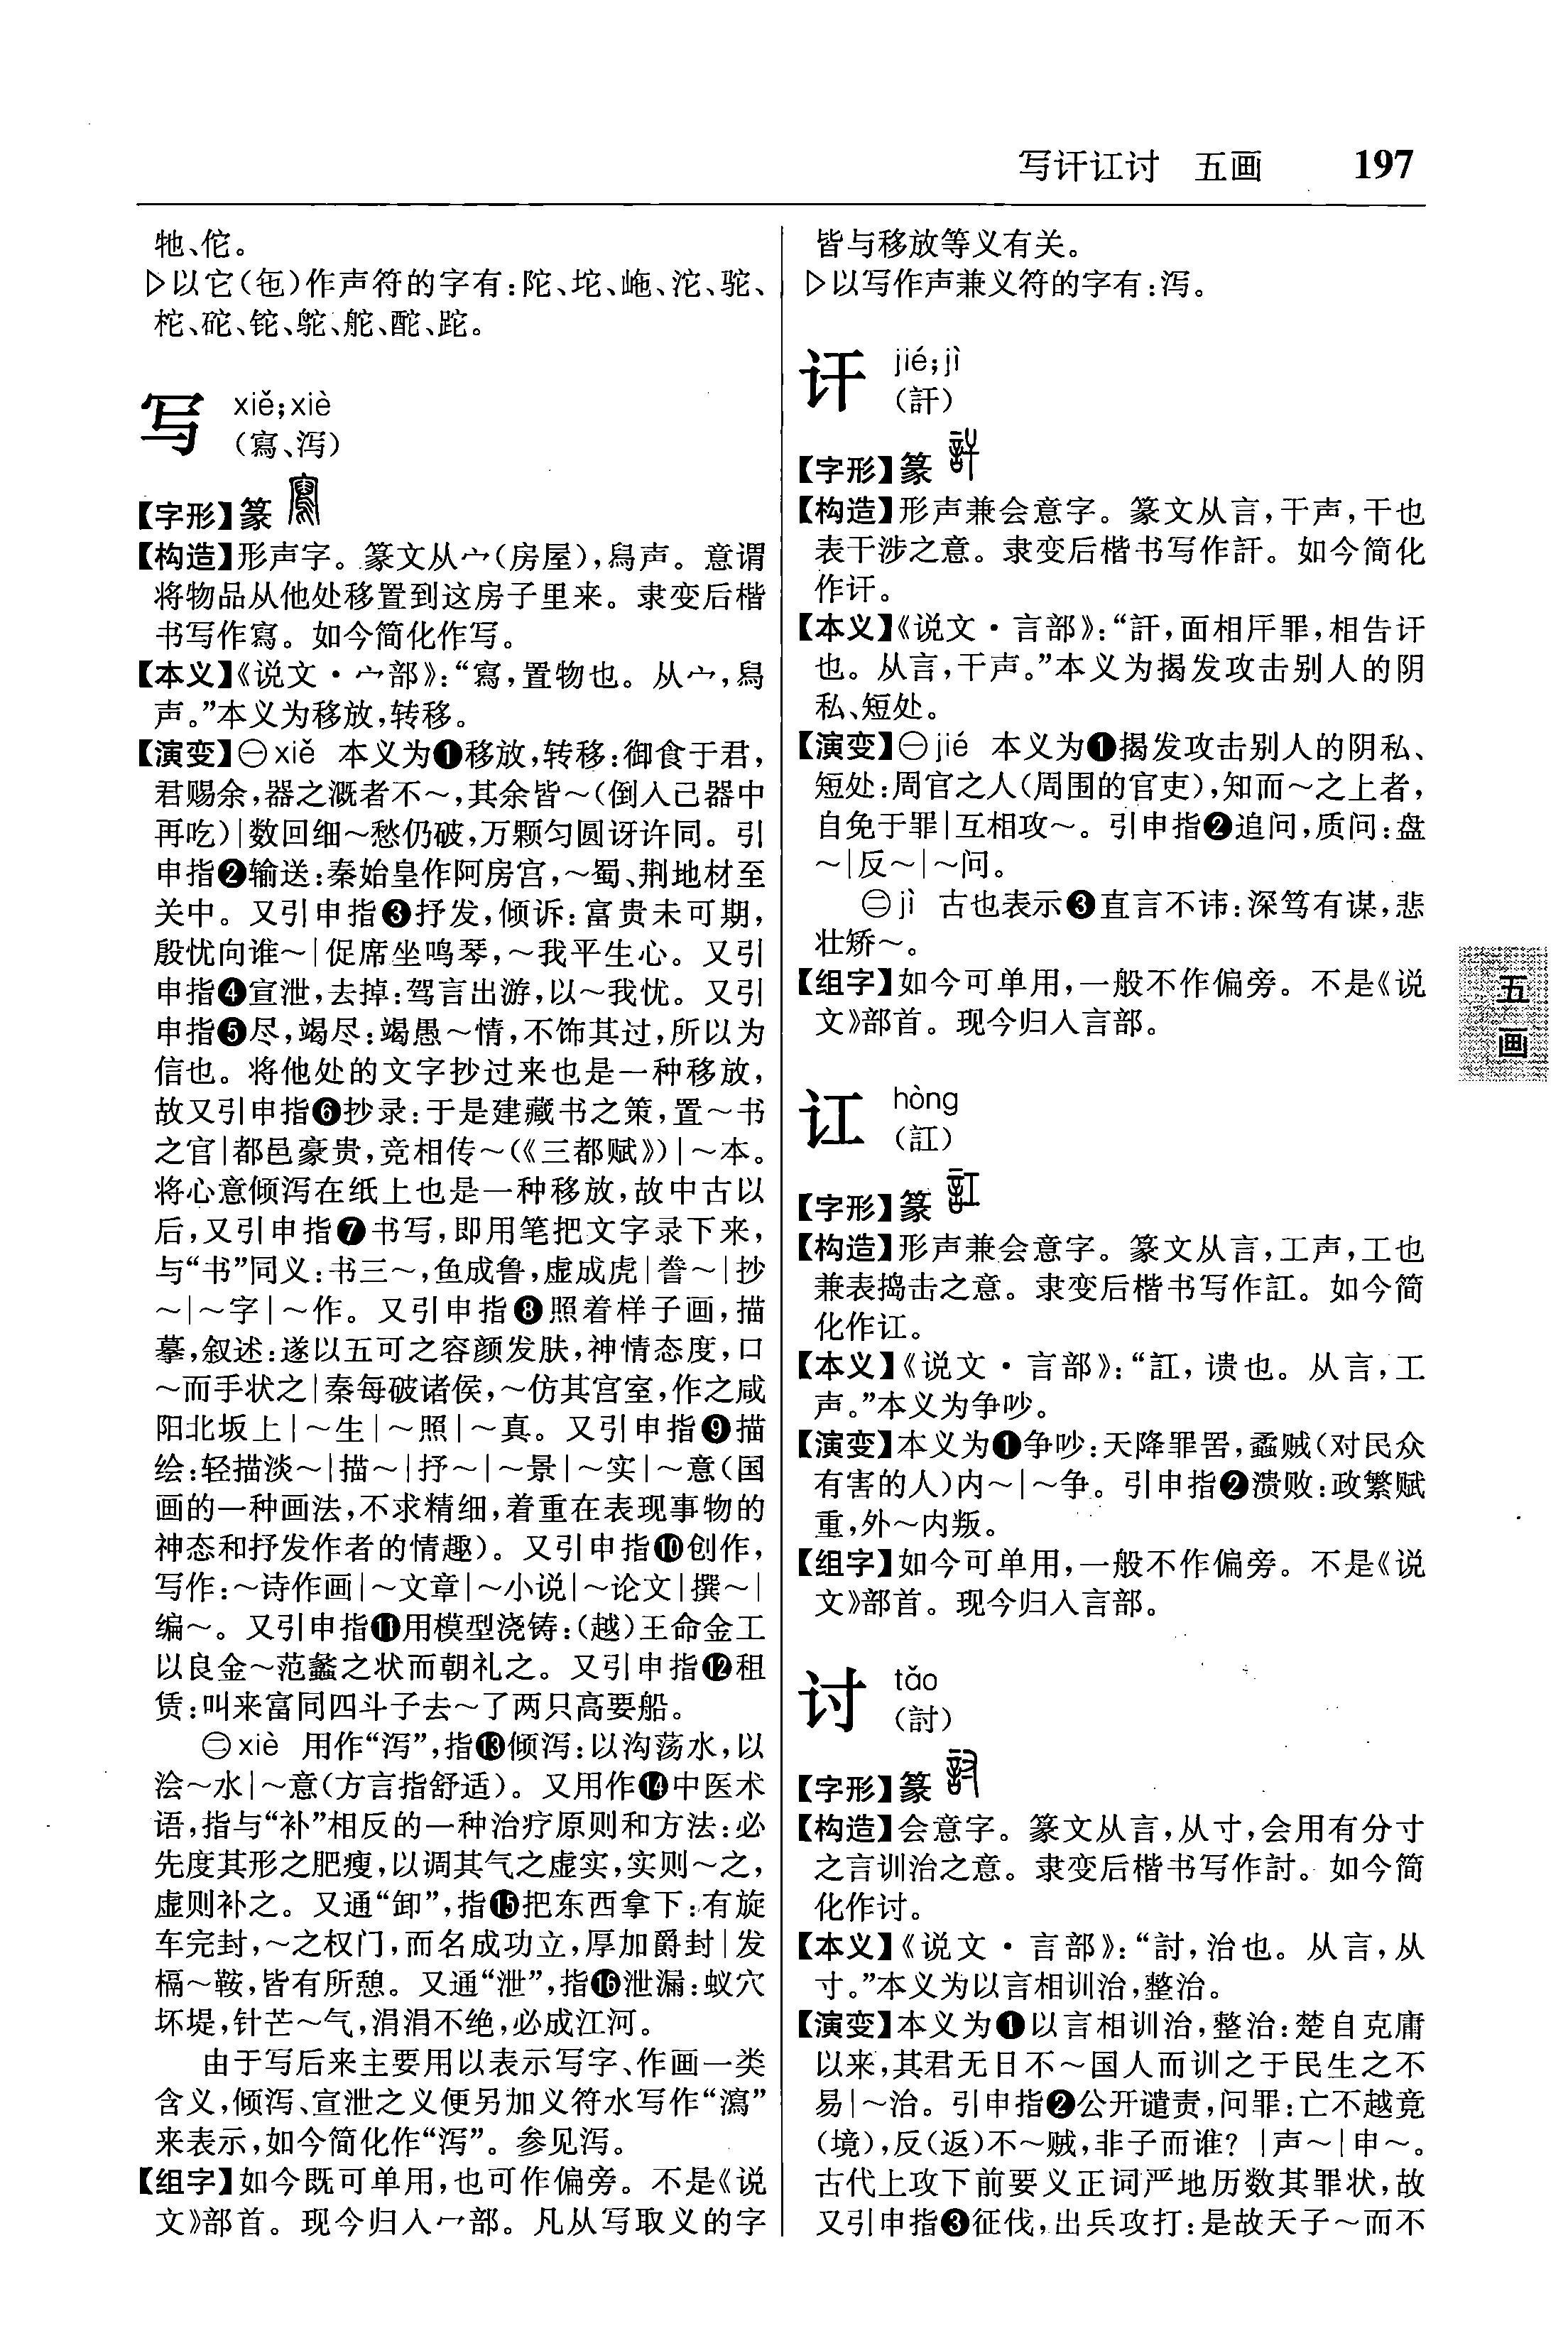 写讦讧讨 五画 197
牠、佗。
▷以它(㐌)作声符的字有:陀、坨、岮、沱、驼、
柁、砣、铊、鸵、舵、酡、跎。
写 xiě;xiè
(寫、泻)
【字形】篆
【构造】形声字。篆文从宀(房屋),舄声。意谓
将物品从他处移置到这房子里来。隶变后楷
书写作寫。如今简化作写。
【本义】《说文·宀部》:“寫,置物也。从宀,舄
声。”本义为移放,转移。
【演变】㊀xiě 本义为❶移放,转移:御食于君,
君赐余,器之溉者不~,其余皆~(倒入己器中
再吃)|数回细~愁仍破,万颗匀圆讶许同。引
申指❷输送:秦始皇作阿房宫,~蜀、荆地材至
关中。又引申指❸抒发,倾诉:富贵未可期,
殷忧向谁~|促席坐鸣琴,~我平生心。又引
申指❹宣泄,去掉:驾言出游,以~我忧。又引
申指❺尽,竭尽:竭愚~情,不饰其过,所以为
信也。将他处的文字抄过来也是一种移放,
故又引申指❻抄录:于是建藏书之策,置~书
之官|都邑豪贵,竞相传~(《三都赋》)|~本。
将心意倾泻在纸上也是一种移放,故中古以
后,又引申指❼书写,即用笔把文字录下来,
与“书”同义:书三~,鱼成鲁,虚成虎|誊~|抄
~|~字|~作。又引申指❽照着样子画,描
摹,叙述:遂以五可之容颜发肤,神情态度,口
~而手状之|秦每破诸侯,~仿其宫室,作之咸
阳北坂上|~生|~照|~真。又引申指❾描
绘:轻描淡~|描~|抒~|~景|~实|~意(国
画的一种画法,不求精细,着重在表现事物的
神态和抒发作者的情趣)。又引申指❿创作,
写作:~诗作画|~文章|~小说|~论文|撰~|
编~。又引申指⓫用模型浇铸:(越)王命金工
以良金~范蠡之状而朝礼之。又引申指⓬租
赁:叫来富同四斗子去~了两只高要船。
㊁xiè 用作“泻”,指⓭倾泻:以沟荡水,以
浍~水|~意(方言指舒适)。又用作⓮中医术
语,指与“补”相反的一种治疗原则和方法:必
先度其形之肥瘦,以调其气之虚实,实则~之,
虚则补之。又通“卸”,指⓯把东西拿下:有旋
车完封,~之权门,而名成功立,厚加爵封|发
槅~鞍,皆有所憩。又通“泄”,指⓰泄漏:蚁穴
坏堤,针芒~气,涓涓不绝,必成江河。
由于写后来主要用以表示写字、作画一类
含义,倾泻、宣泄之义便另加义符水写作“瀉”
来表示,如今简化作“泻”。参见泻。
【组字】如今既可单用,也可作偏旁。不是《说
文》部首。现今归入冖部。凡从写取义的字
皆与移放等义有关。
▷以写作声兼义符的字有:泻。
讦 jié;jì
(訐)
【字形】篆
【构造】形声兼会意字。篆文从言,干声,干也
表干涉之意。隶变后楷书写作訐。如今简化
作讦。
【本义】《说文·言部》:“訐,面相厈罪,相告讦
也。从言,干声。”本义为揭发攻击别人的阴
私、短处。
【演变】㊀jié 本义为❶揭发攻击别人的阴私、
短处:周官之人(周围的官吏),知而~之上者,
自免于罪|互相攻~。引申指❷追问,质问:盘
~|反~|~问。
㊁jì 古也表示❸直言不讳:深笃有谋,悲
壮矫~。
【组字】如今可单用,一般不作偏旁。不是《说
文》部首。现今归入言部。
讧 hòng
(訌)
【字形】篆
【构造】形声兼会意字。篆文从言,工声,工也
兼表捣击之意。隶变后楷书写作訌。如今简
化作讧。
【本义】《说文·言部》:“訌,讃也。从言,工
声。”本义为争吵。
【演变】本义为❶争吵:天降罪罟,蟊贼(对民众
有害的人)内~|~争。引申指❷溃败:政繁赋
重,外~内叛。
【组字】如今可单用,一般不作偏旁。不是《说
文》部首。现今归入言部。
讨 tǎo
(討)
【字形】篆
【构造】会意字。篆文从言,从寸,会用有分寸
之言训治之意。隶变后楷书写作討。如今简
化作讨。
【本义】《说文·言部》:“討,治也。从言,从
寸。”本义为以言相训治,整治。
【演变】本义为❶以言相训治,整治:楚自克庸
以来,其君无日不~国人而训之于民生之不
易|~治。引申指❷公开谴责,问罪:亡不越竟
(境),反(返)不~贼,非子而谁?|声~|申~。
古代上攻下前要义正词严地历数其罪状,故
又引申指❸征伐,出兵攻打:是故天子~而不
五
画